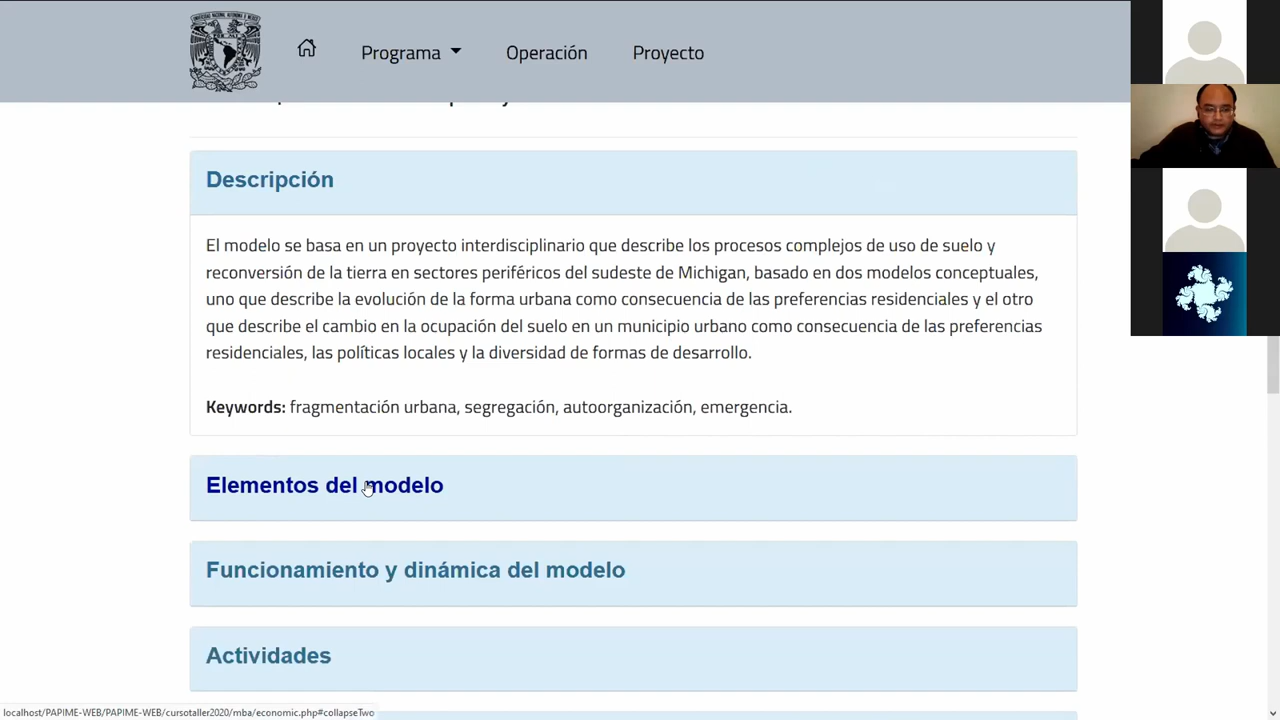 Programa
Operación
Proyecto
Descripción
El modelo se basa en un proyecto interdisciplinario que describe los procesos complejos de uso de suelo y
reconversión de la tierra en sectores periféricos del sudeste de Michigan, basado en dos modelos conceptuales,
uno que describe la evolución de la forma urbana como consecuencia de las preferencias residenciales y el otro
que describe el cambio en la ocupación del suelo en un municipio urbano como consecuencia de las preferencias
residenciales, las políticas locales y la diversidad de formas de desarrollo.
Keywords: fragmentación urbana, segregación, autoorganización, emergencia.
Elementos del modelo
Funcionamiento y dinámica del modelo
Actividades
localhost/PAPIME-WEB/PAPIME-WEB/cursotaller2020/mba/economic.php#collapseTwo